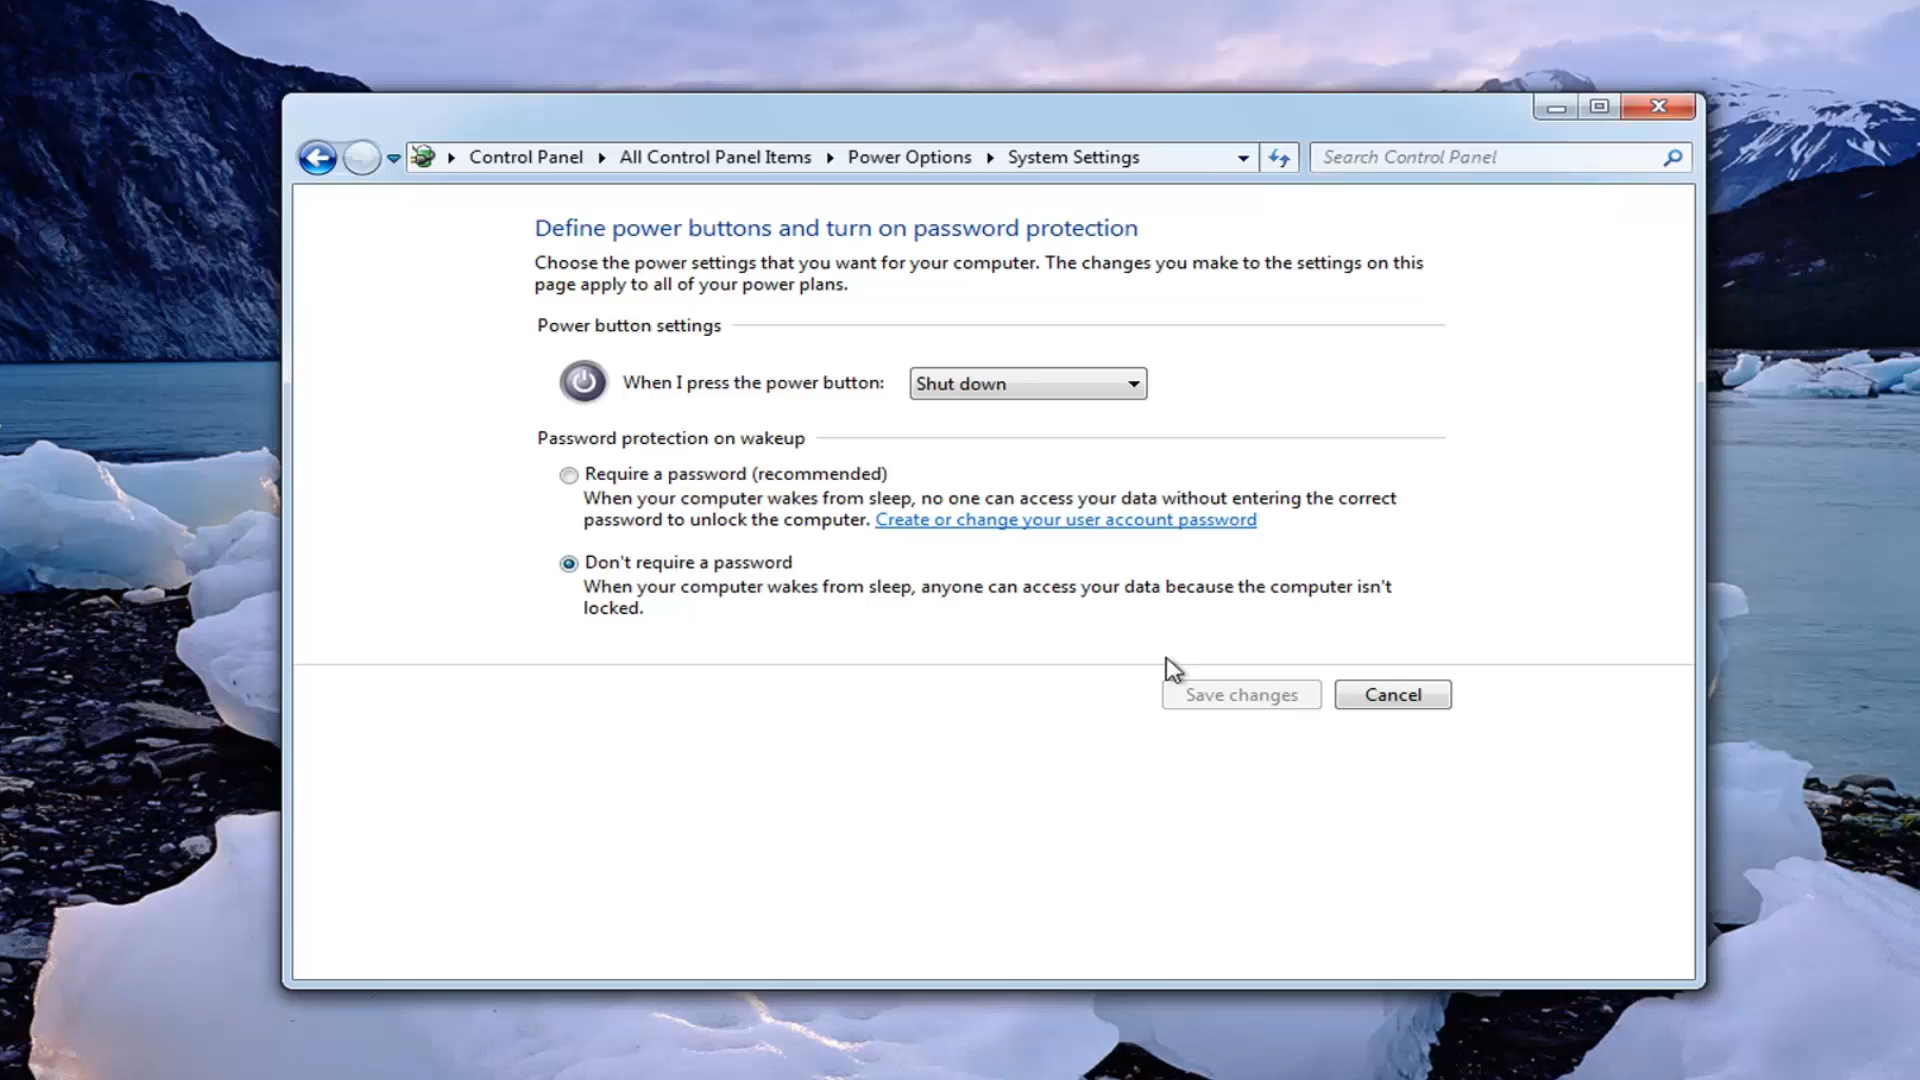 Control Panel All Control Panel Items Power Options System Settings Search Control Panel
Define power buttons and turn on password protection
Choose the power settings that you want for your computer. The changes you make to the settings on this
page apply to all of your power plans.
Power button settings
When I press the power button: Shut down
Password protection on wakeup
Require a password (recommended)
When your computer wakes from sleep, no one can access your data without entering the correct
password to unlock the computer. Create or change your user account password
Don't require a password
When your computer wakes from sleep, anyone can access your data because the computer isn't
locked.
Save changes Cancel